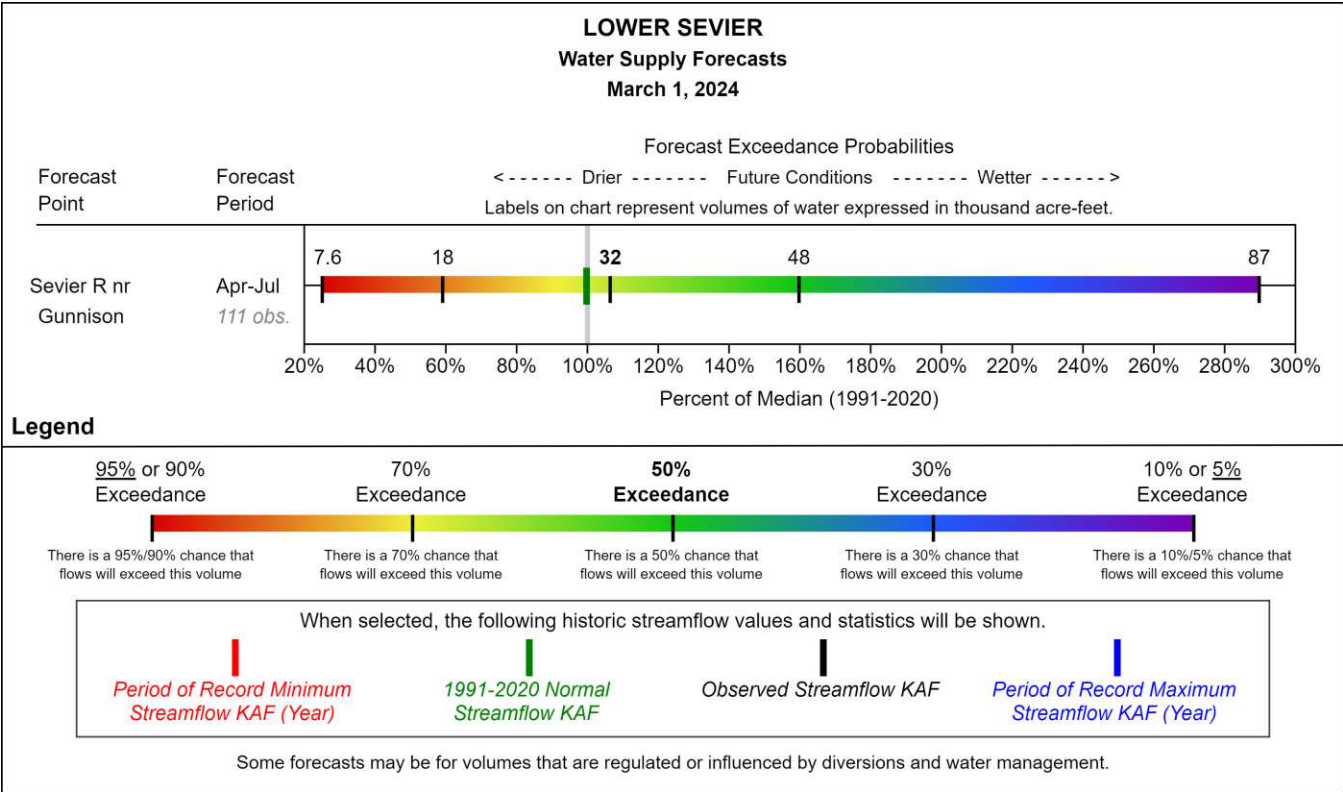 LOWER SEVIER
Water Supply Forecasts
March 1, 2024
Forecast Exceedance Probabilities
Forecast Point
Forecast Period
<------ Drier ------- Future Conditions ------- Wetter ------>
Labels on chart represent volumes of water expressed in thousand acre-feet.
7.6 18 32 48 87
Sevier R nr
Gunnison
Apr-Jul
111 obs.
20% 40% 60% 80% 100% 120% 140% 160% 180% 200% 220% 240% 260% 280% 300%
Percent of Median (1991-2020)
Legend
95% or 90%
Exceedance
70%
Exceedance
50%
Exceedance
30%
Exceedance
10% or 5%
Exceedance
There is a 95%/90% chance that
flows will exceed this volume
There is a 70% chance that
flows will exceed this volume
There is a 50% chance that
flows will exceed this volume
There is a 30% chance that
flows will exceed this volume
There is a 10%/5% chance that
flows will exceed this volume
When selected, the following historic streamflow values and statistics will be shown.
Period of Record Minimum
Streamflow KAF (Year)
1991-2020 Normal
Streamflow KAF
Observed Streamflow KAF
Period of Record Maximum
Streamflow KAF (Year)
Some forecasts may be for volumes that are regulated or influenced by diversions and water management.